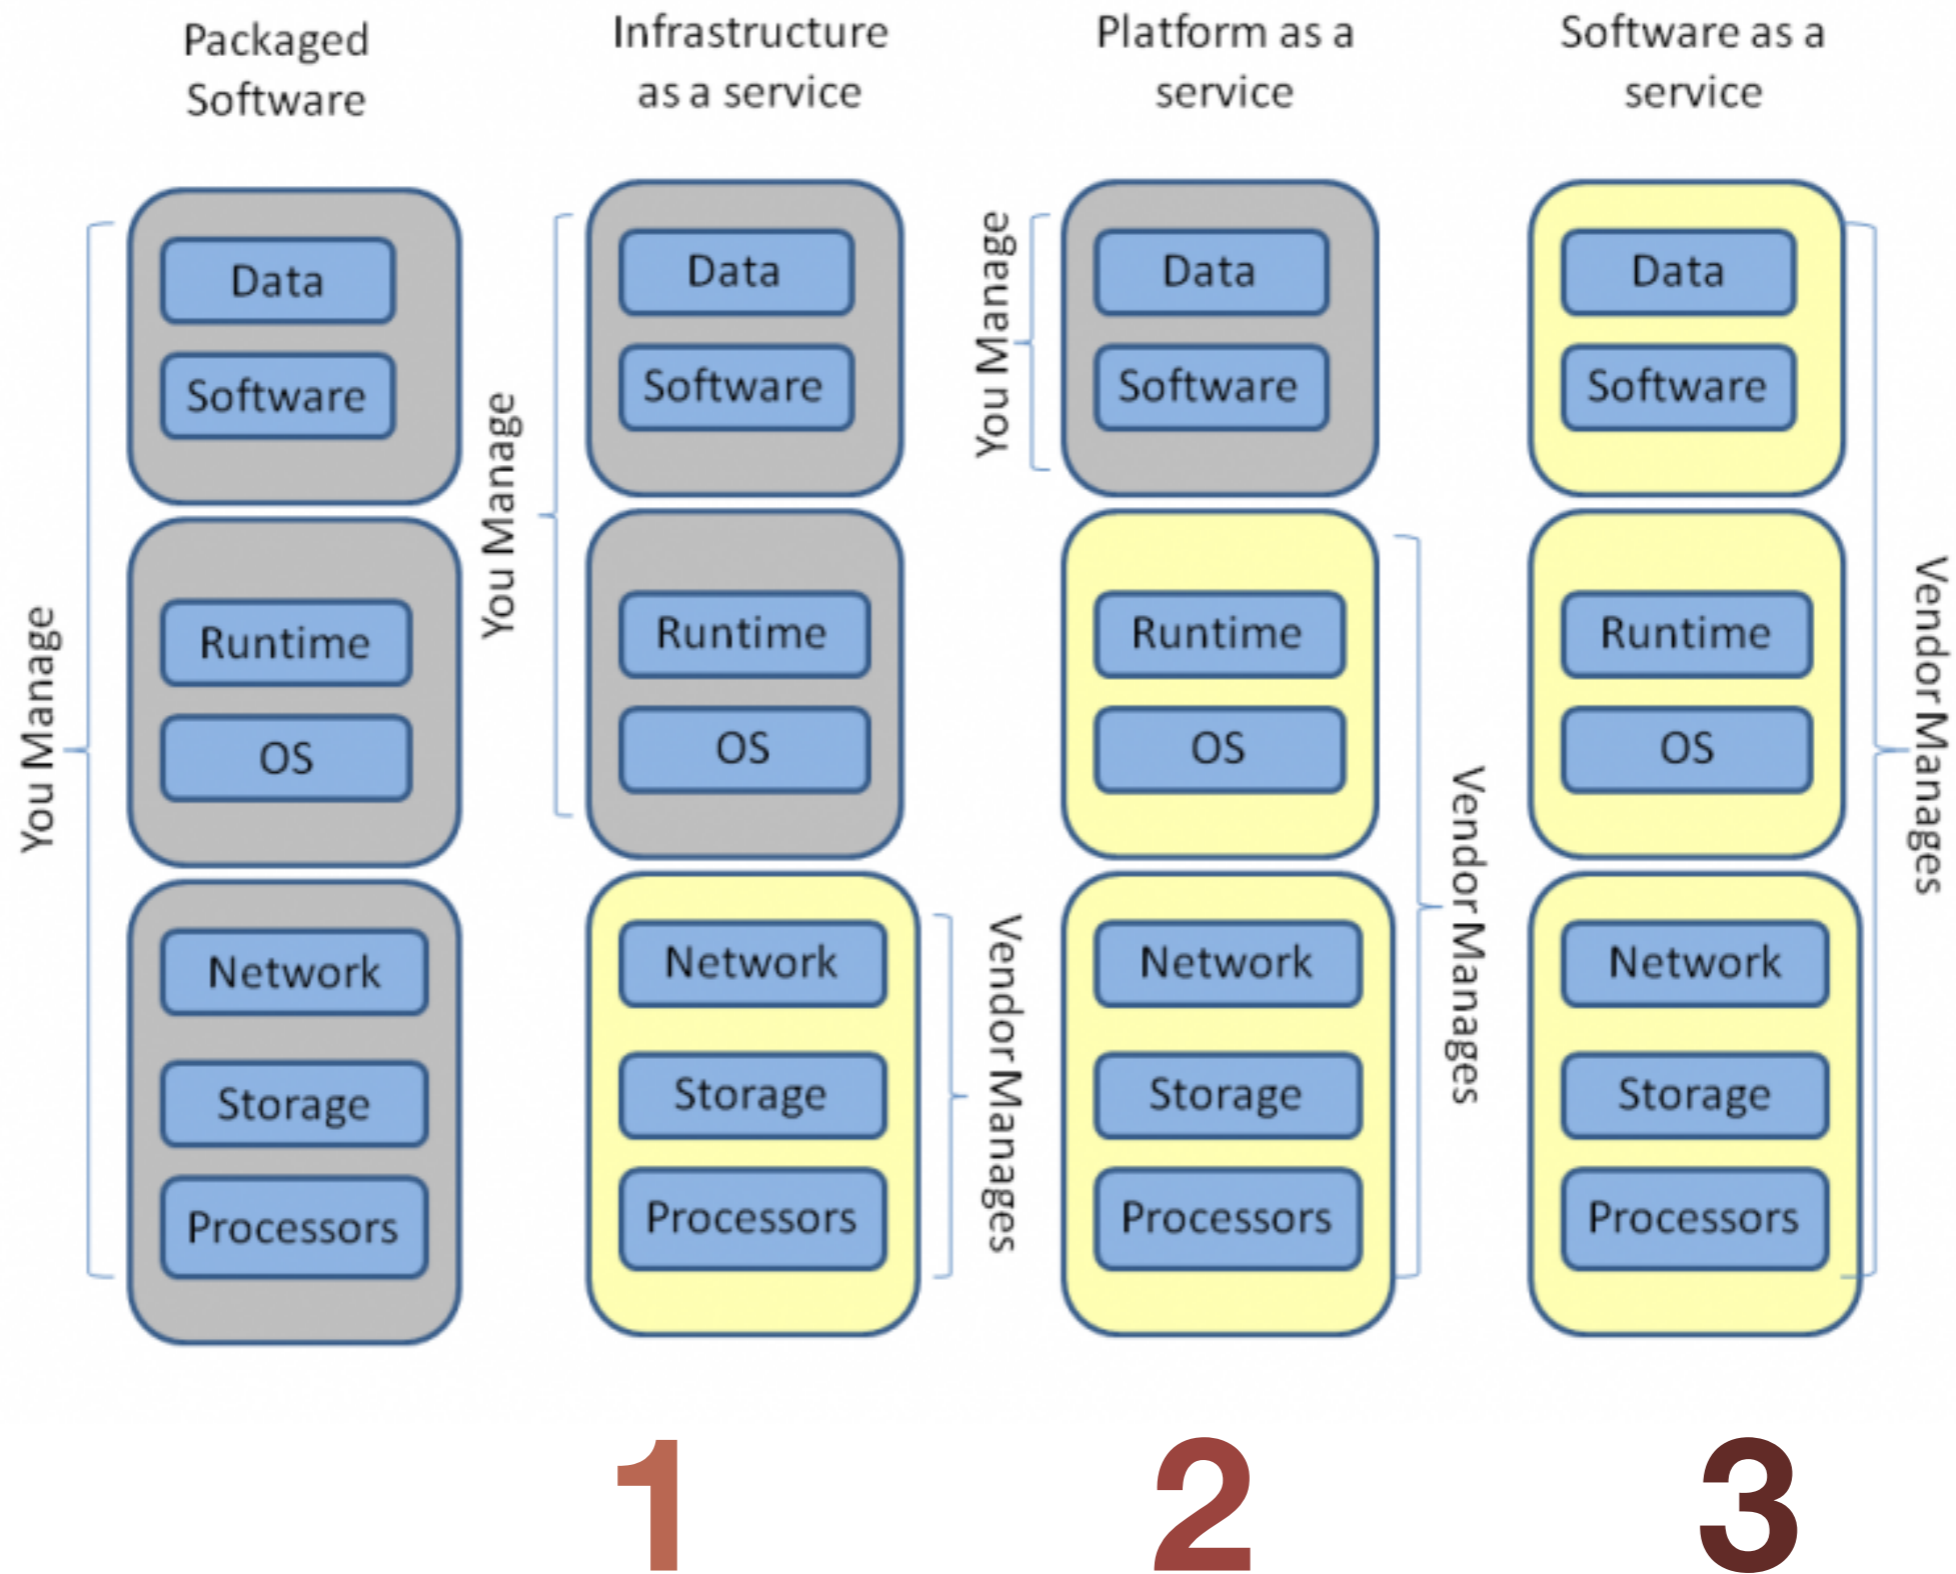 Packaged
Software
Infrastructure
as a service
Platform as a
service
Software as a
service
You Manage
Data
Software
Runtime
OS
Network
Storage
Processors
You Manage
Data
Software
Runtime
OS
Network
Storage
Processors
Vendor Manages
You Manage
Data
Software
Runtime
OS
Network
Storage
Processors
Vendor Manages
Data
Software
Runtime
OS
Network
Storage
Processors
Vendor Manages
1
2
3